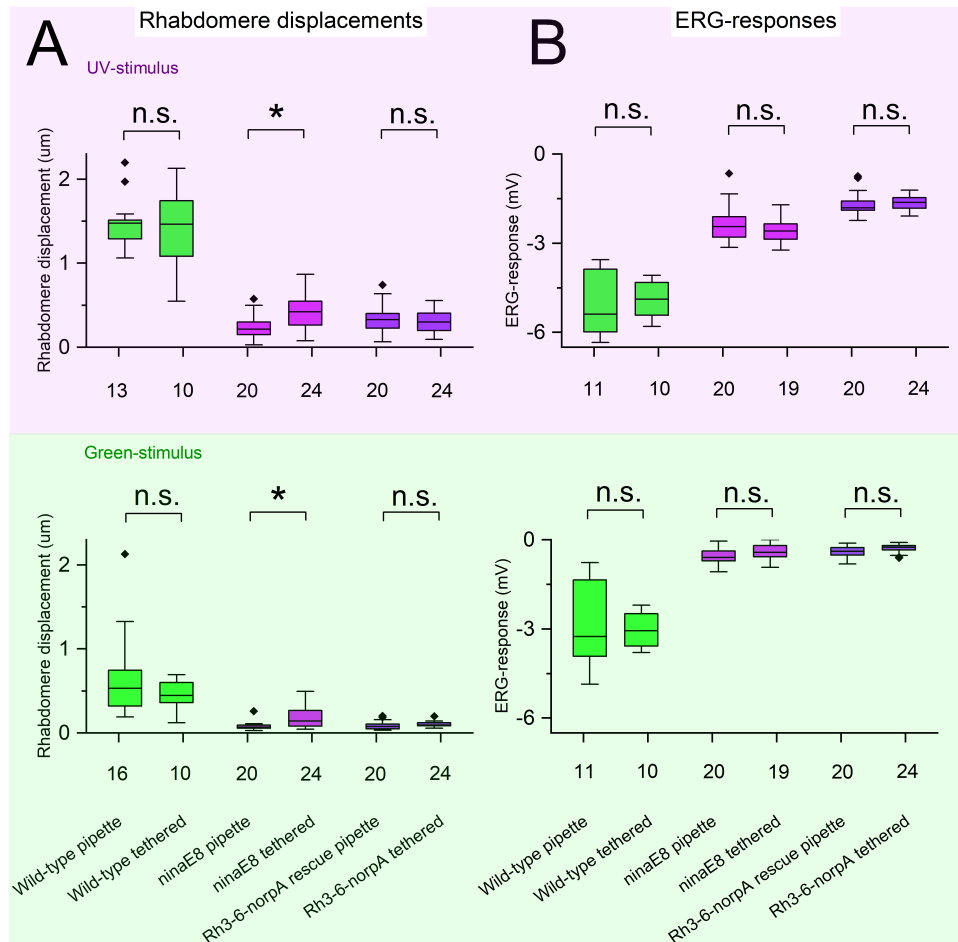 A
Rhabdomere displacements
B
ERG-responses
UV-stimulus
n.s.
*
n.s.
n.s.
n.s.
n.s.
Rhabdomere displacement (um)
2
1
0
13
10
20
24
20
24
ERG-response (mV)
0
-3
-6
11
10
20
19
20
24
Green-stimulus
n.s.
*
n.s.
n.s.
n.s.
n.s.
Rhabdomere displacement (um)
2
1
0
16
10
20
24
20
24
ERG-response (mV)
0
-3
-6
11
10
20
19
20
24
Wild-type pipette
Wild-type tethered
ninaE8 pipette
ninaE8 tethered
Rh3-6-norpA rescue pipette
Rh3-6-norpA tethered
Wild-type pipette
Wild-type tethered
ninaE8 pipette
ninaE8 tethered
Rh3-6-norpA rescue pipette
Rh3-6-norpA tethered